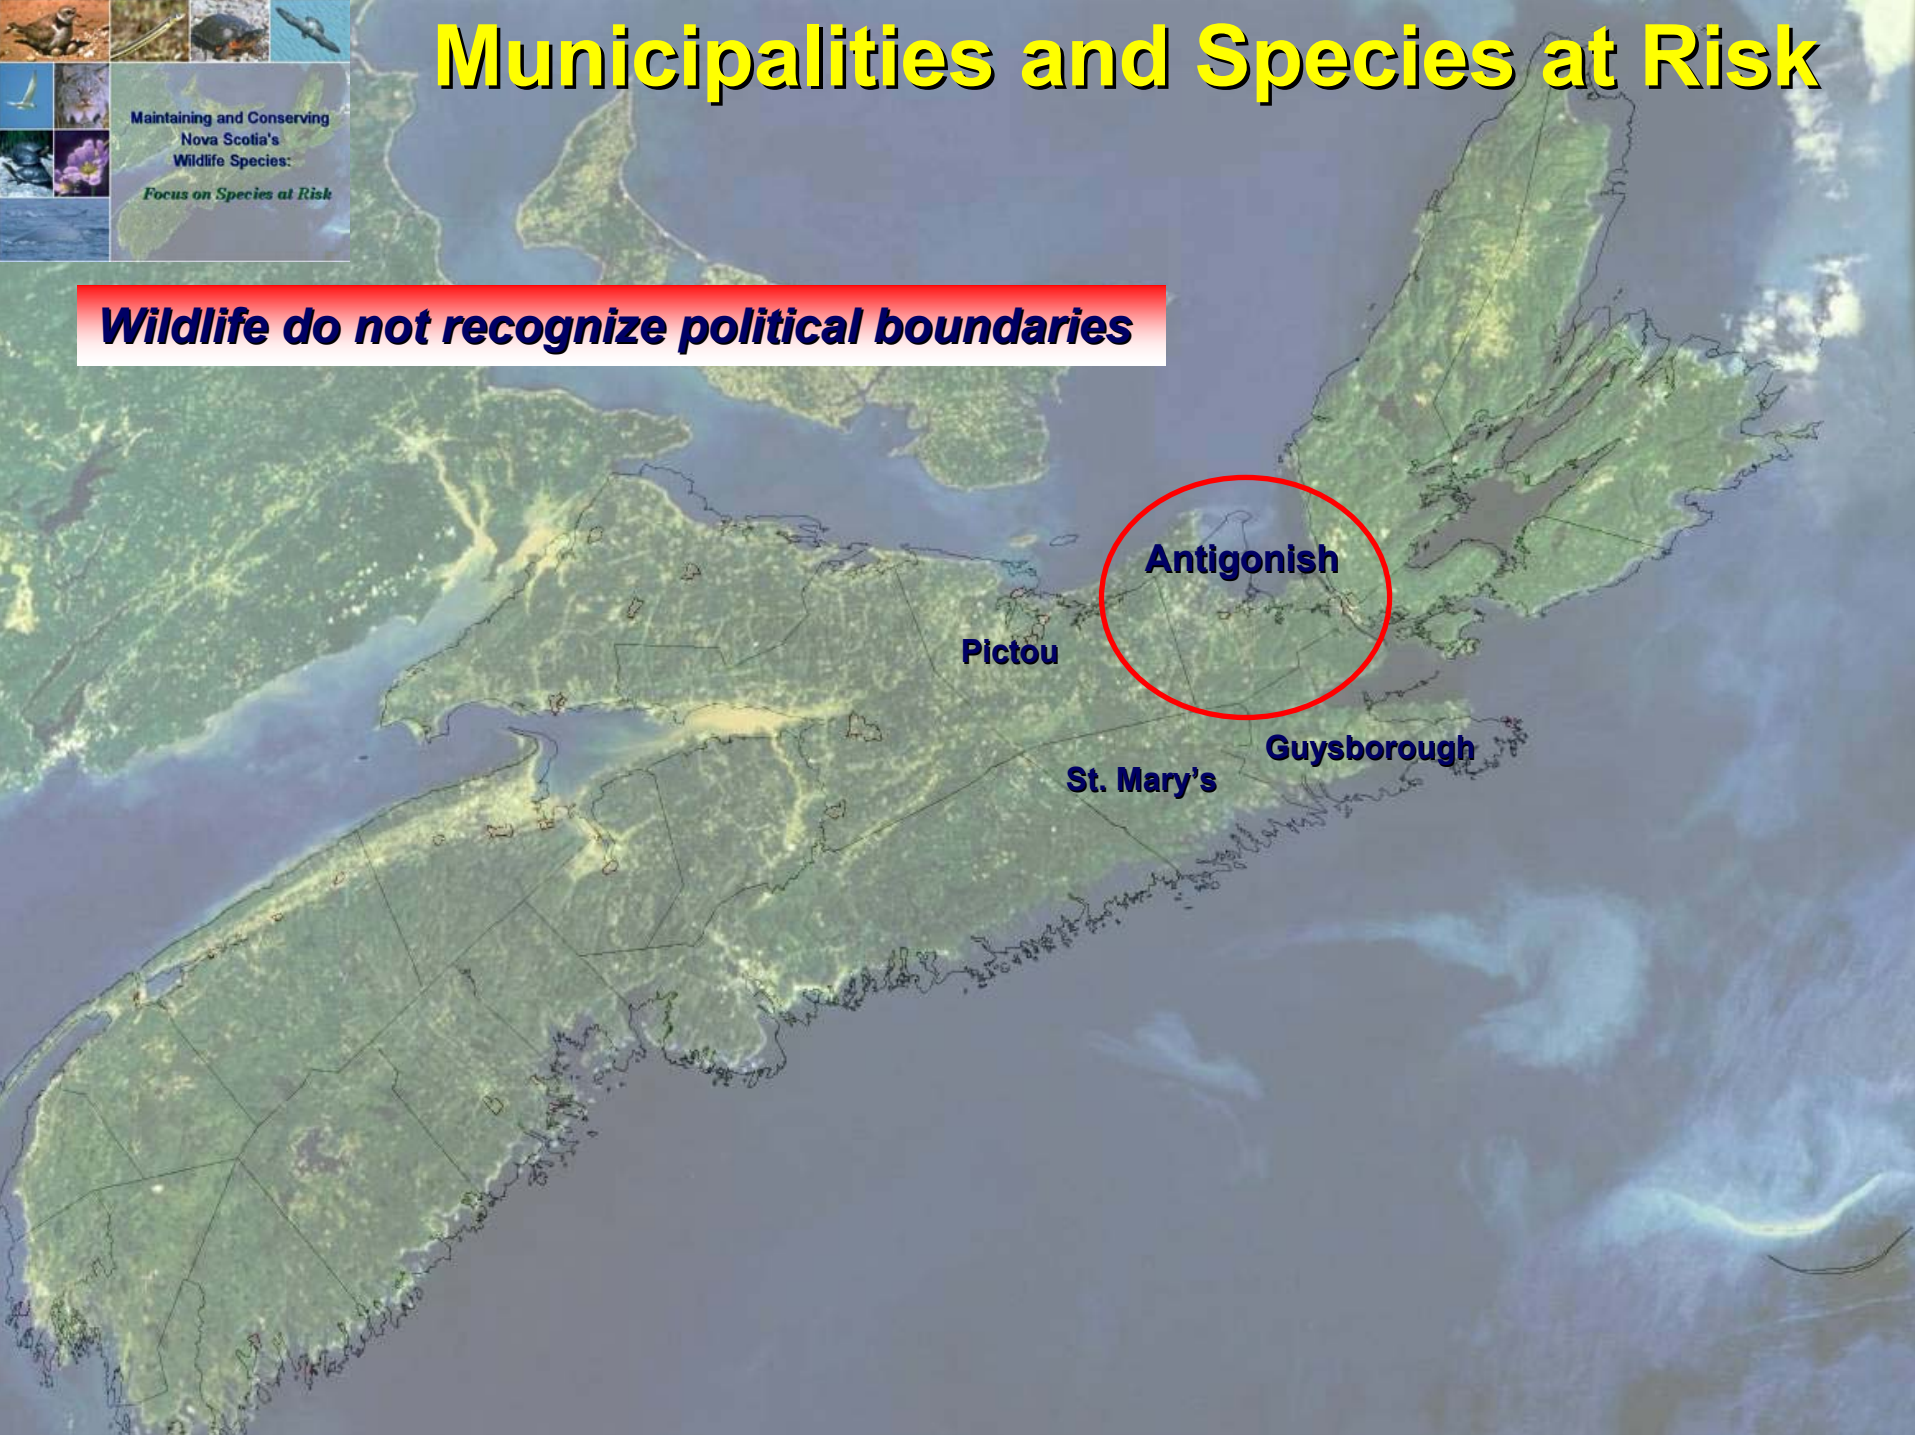 Municipalities and Species at Risk
Maintaining and Conserving
Nova Scotia's
Wildlife Species:
Focus on Species at Risk
Wildlife do not recognize political boundaries
Antigonish
Pictou
Guysborough
St. Mary’s